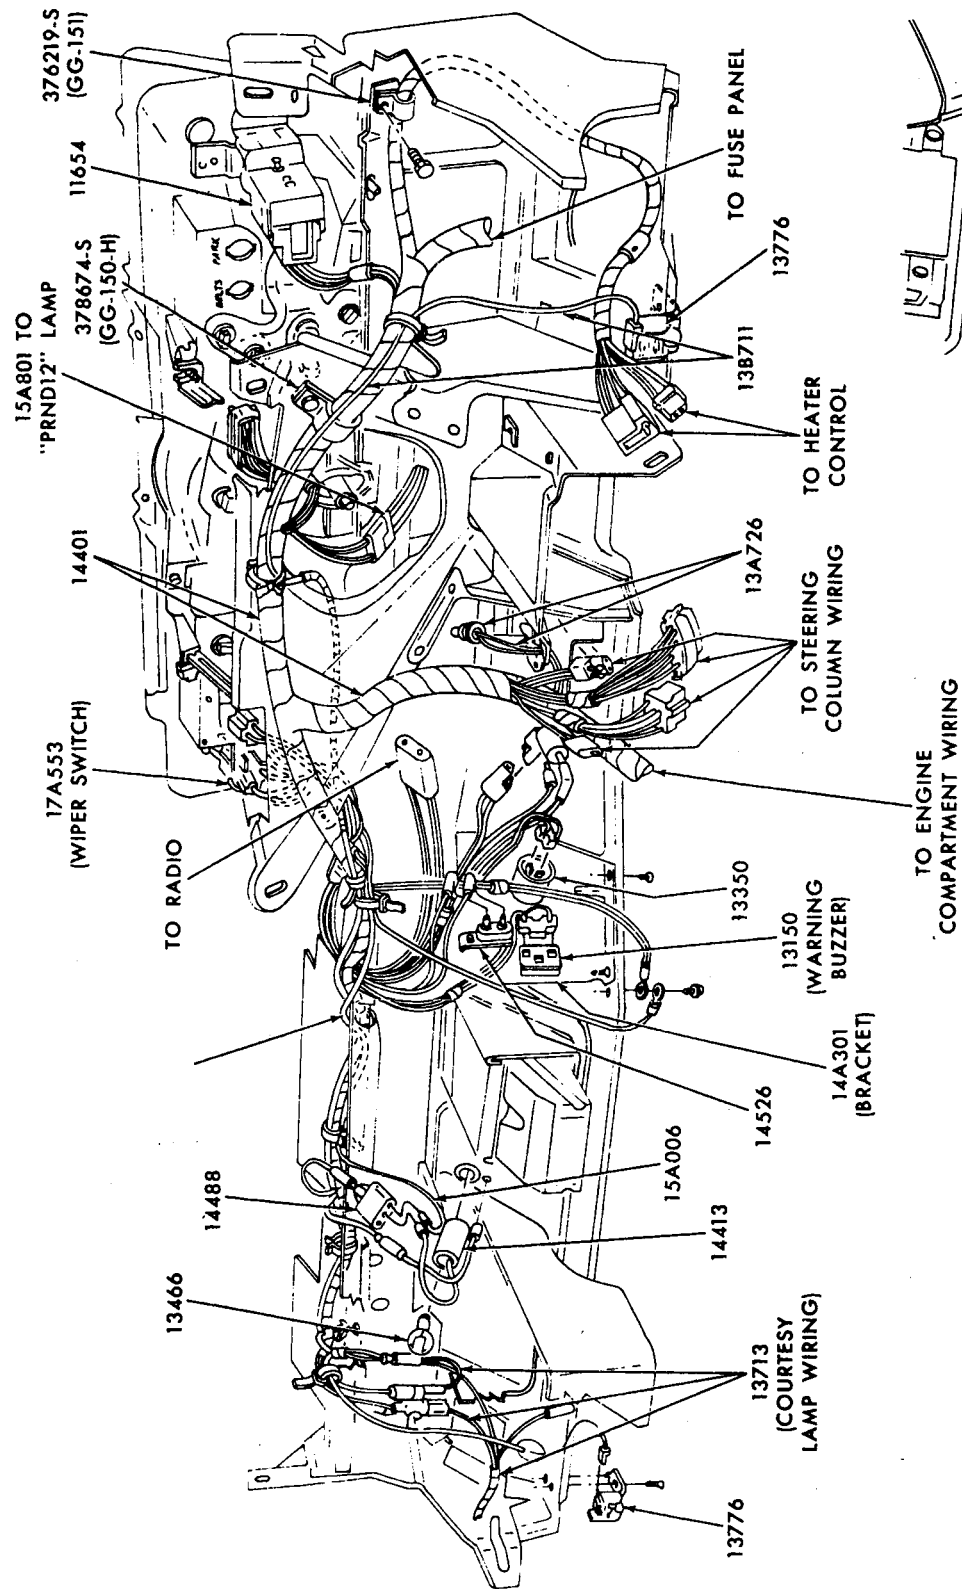 376219-S
(GG-151)
11654
378674-S
(GG-150-H)
15A801 TO
"PRND12" LAMP
14401
17A553
(WIPER SWITCH)
TO RADIO
14488
13466
PARK
BELTS
TO FUSE PANEL
13776
13B711
TO HEATER
CONTROL
13A726
TO STEERING
COLUMN WIRING
TO ENGINE
COMPARTMENT WIRING
13350
13150
(WARNING
BUZZER)
14A301
(BRACKET)
14526
15A006
14413
13713
(COURTESY
LAMP WIRING)
13776